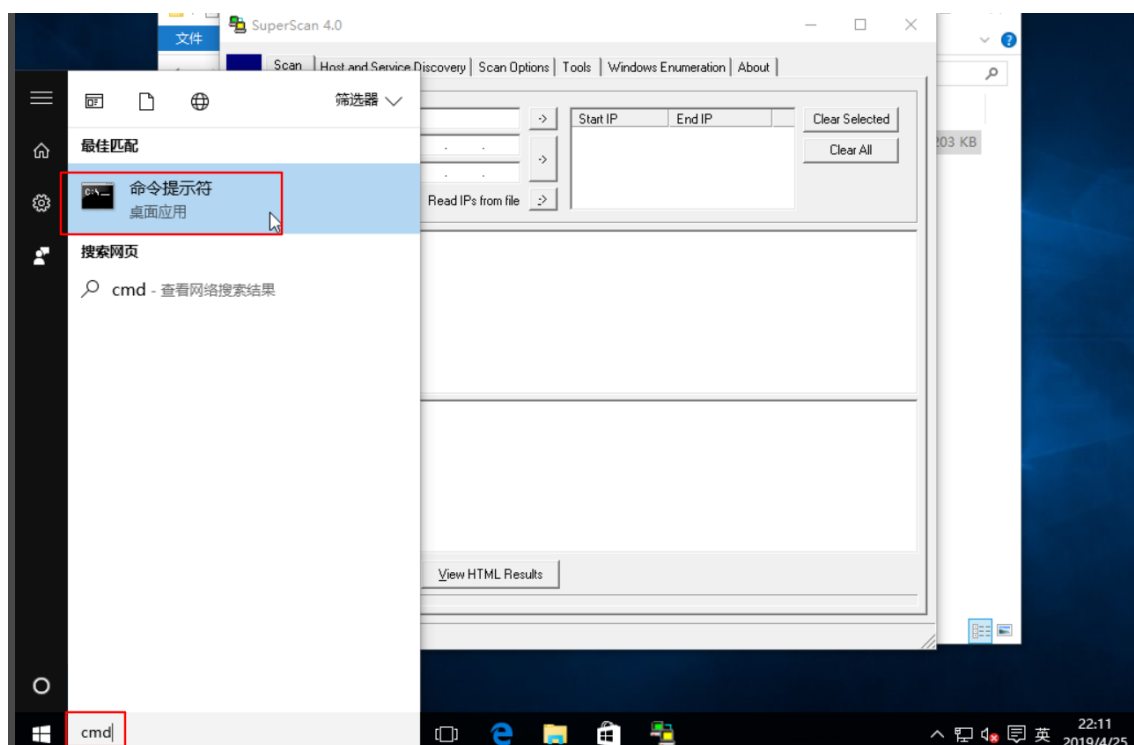 SuperScan 4.0
文件
Scan
Host and Service Discovery
Scan Options
Tools
Windows Enumeration
About
筛选器
最佳匹配
命令提示符
桌面应用
搜索网页
cmd - 查看网络搜索结果
Start IP
End IP
Clear Selected
Clear All
Read IPs from file
203 KB
View HTML Results
cmd
英
22:11
2019/4/25